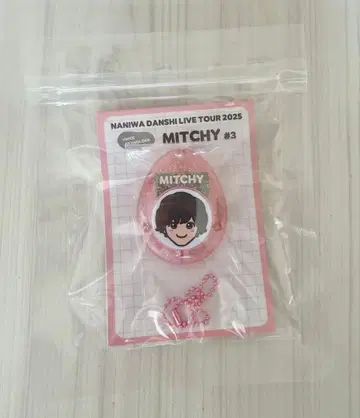 NANIWA DANSHI LIVE TOUR 2025
MITCHY #3
MITCHY